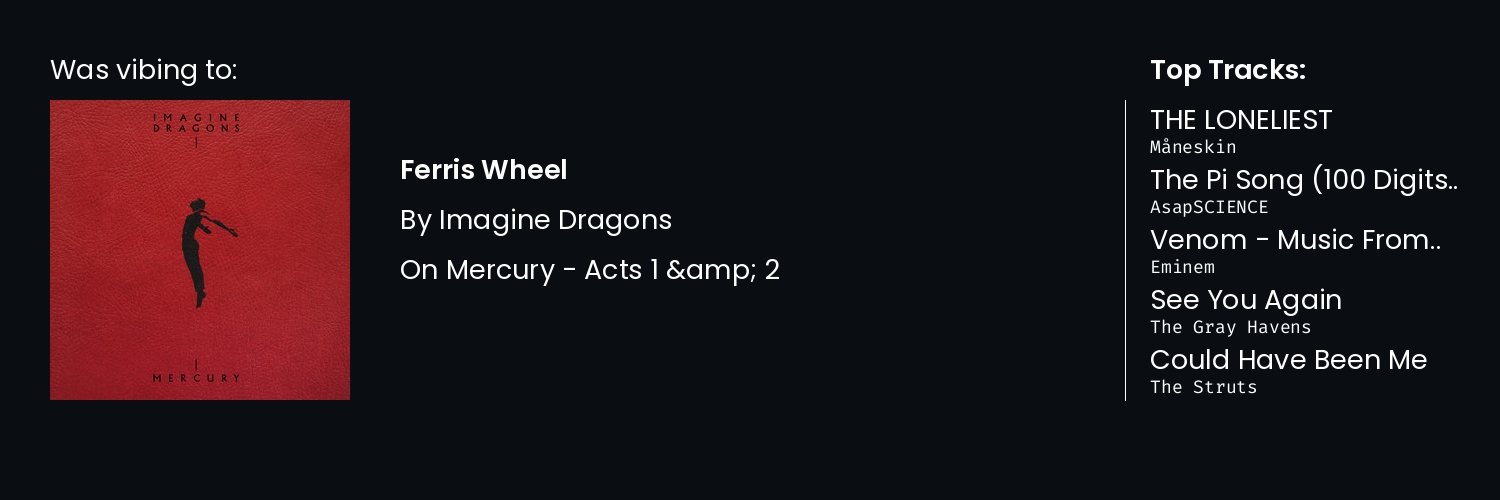 Was vibing to:
IMAGINE
DRAGONS
MERCURY
Ferris Wheel
By Imagine Dragons
On Mercury - Acts 1 &amp; 2
Top Tracks:
THE LONELIEST
Måneskin
The Pi Song (100 Digits..
AsapSCIENCE
Venom - Music From..
Eminem
See You Again
The Gray Havens
Could Have Been Me
The Struts